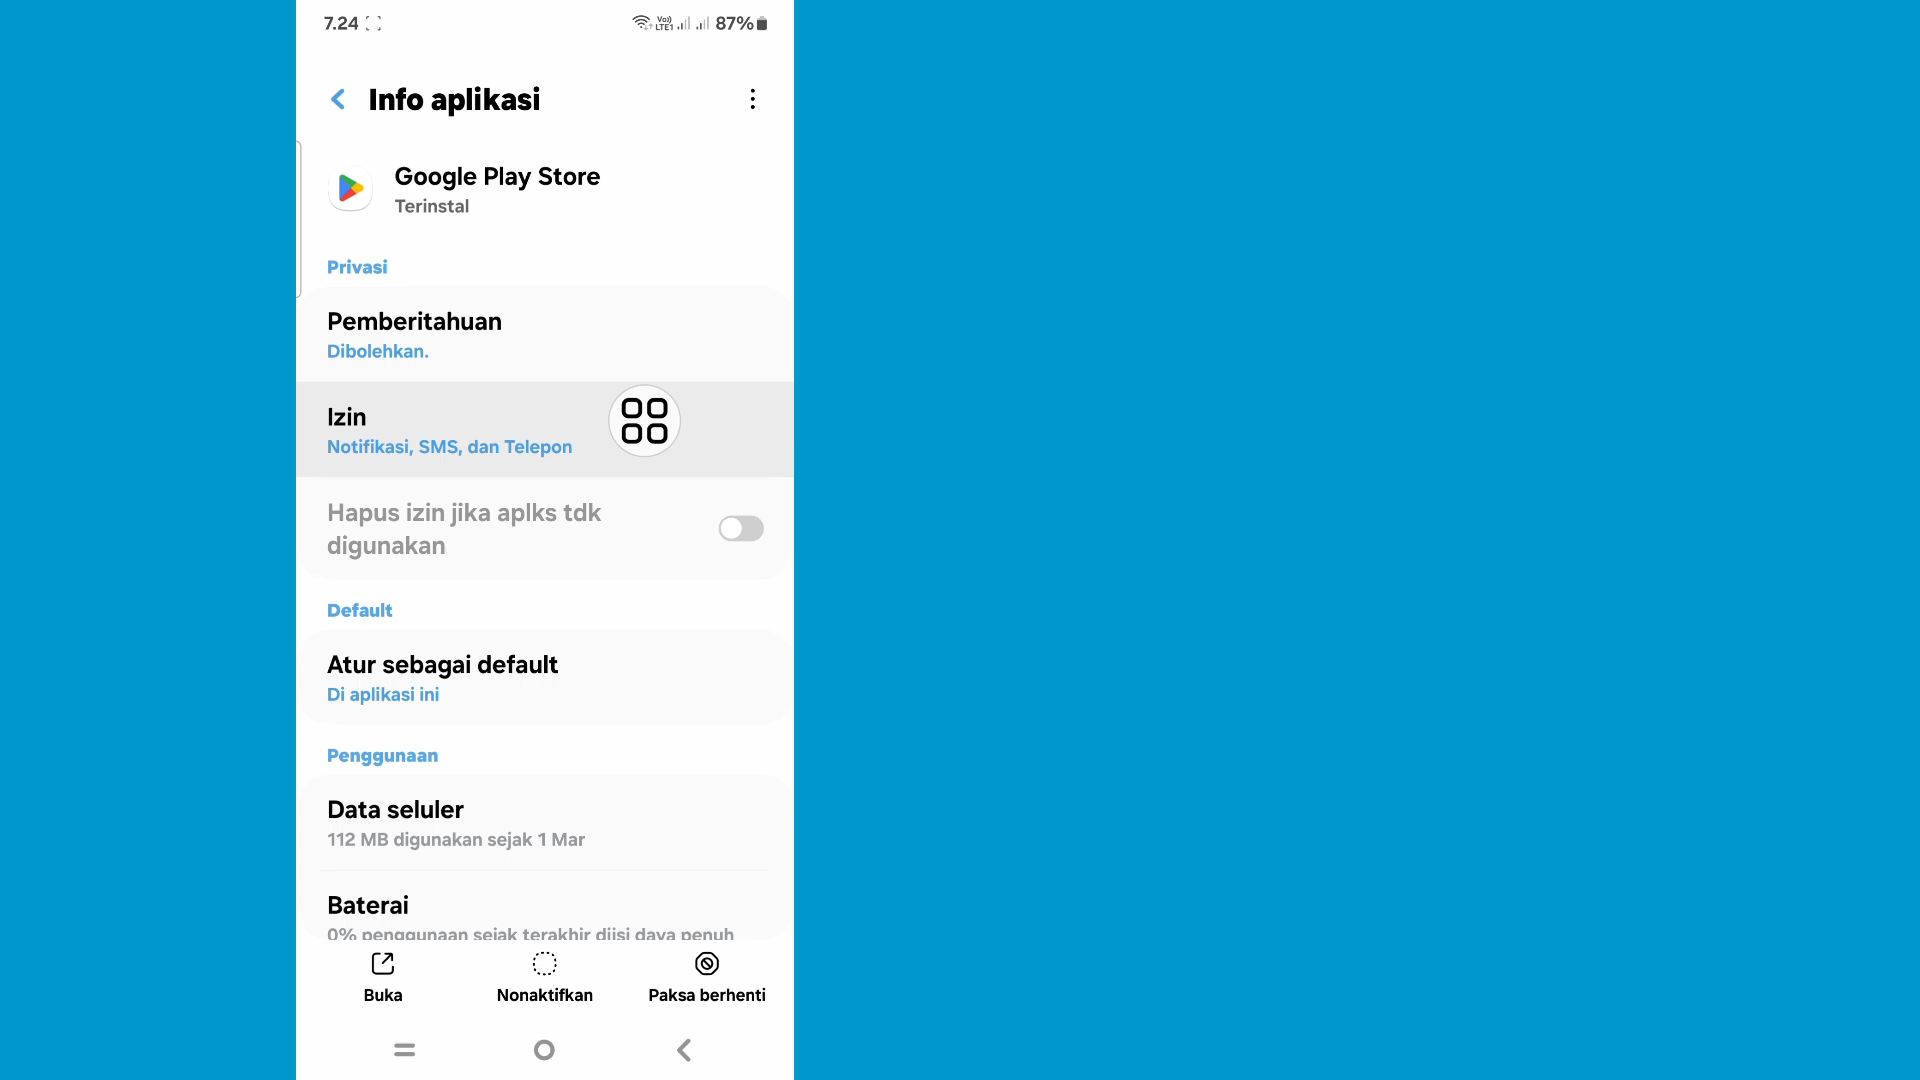 7.24
Vo))
LTE1
87%
Info aplikasi
Google Play Store
Terinstal
Privasi
Pemberitahuan
Dibolehkan.
Izin
Notifikasi, SMS, dan Telepon
Hapus izin jika aplks tdk
digunakan
Default
Atur sebagai default
Di aplikasi ini
Penggunaan
Data seluler
112 MB digunakan sejak 1 Mar
Baterai
0% penggunaan sejak terakhir diisi daya penuh
Buka
Nonaktifkan
Paksa berhenti